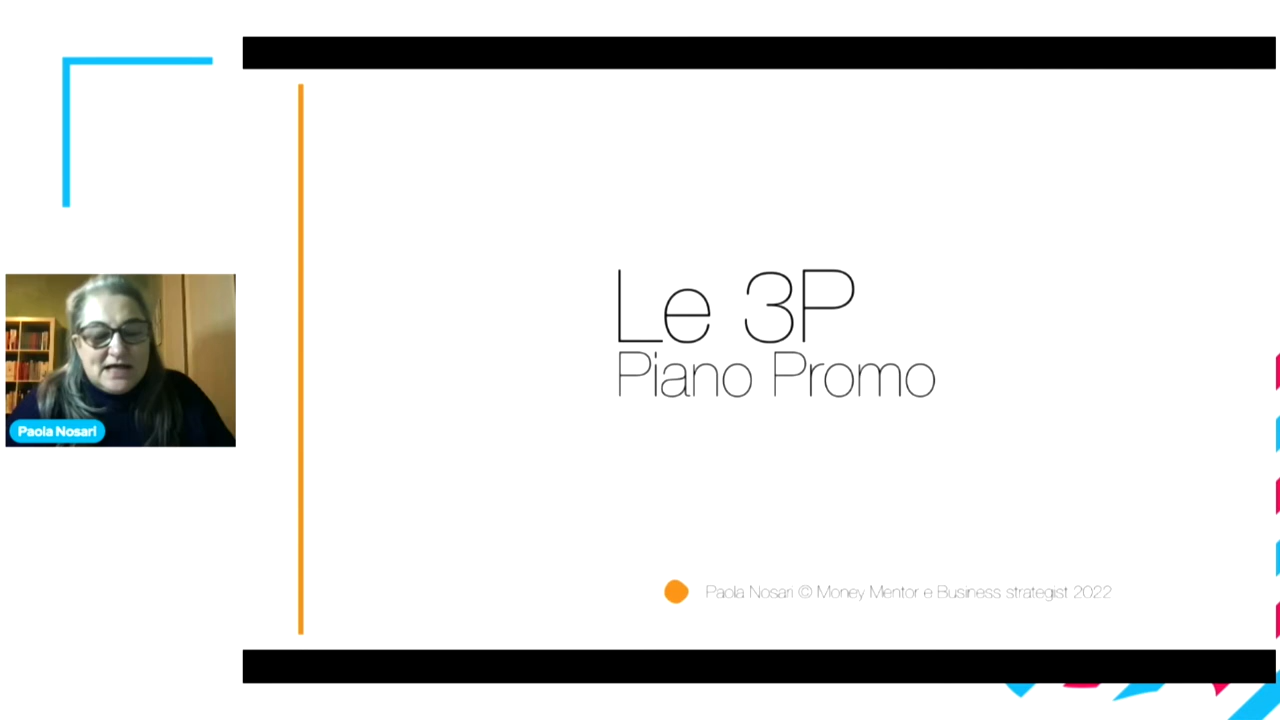 Le 3P
Piano Promo
Paola Nosari
Paola Nosari © Money Mentor e Business strategist 2022